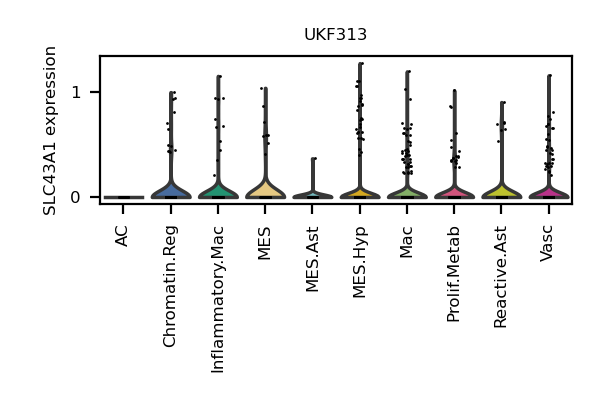 UKF313
SLC43A1 expression
1
0
AC
Chromatin.Reg
Inflammatory.Mac
MES
MES.Ast
MES.Hyp
Mac
Prolif.Metab
Reactive.Ast
Vasc